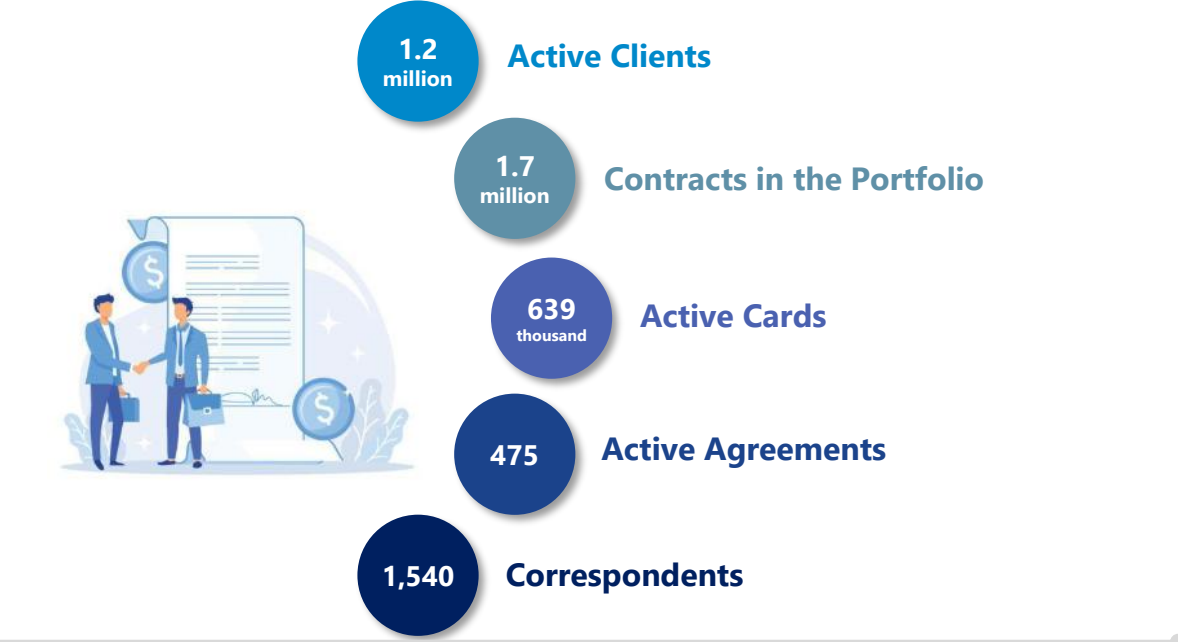 1.2
million
Active Clients
1.7
million
Contracts in the Portfolio
639
thousand
Active Cards
475
Active Agreements
1,540
Correspondents